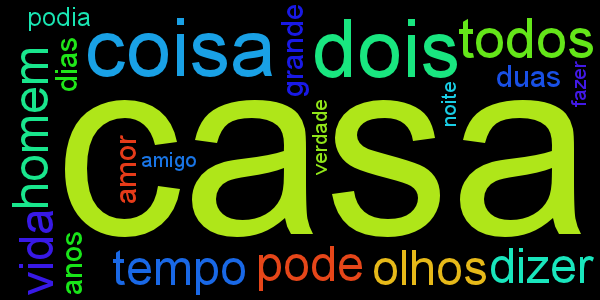 podia
coisa
grande
dois
todos
dias
duas
fazer
homem
casa
noite
verdade
amor
amigo
vida
anos
tempo
pode
olhos
dizer